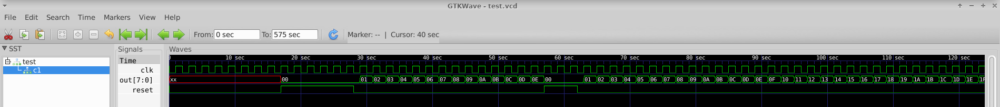 GTKWave - test.vcd
File Edit Search Time Markers View Help
From: 0 sec To: 575 sec Marker: -- | Cursor: 40 sec
SST
Signals
Waves
test
c1
Time
clk
out[7:0]
reset
0 10 sec 20 sec 30 sec 40 sec 50 sec 60 sec 70 sec 80 sec 90 sec 100 sec 110 sec 120 sec
xx 00 01 02 03 04 05 06 07 08 09 0A 0B 0C 0D 0E 00 01 02 03 04 05 06 07 08 09 0A 0B 0C 0D 0E 0F 10 11 12 13 14 15 16 17 18 19 1A 1B 1C 1D 1E 1F